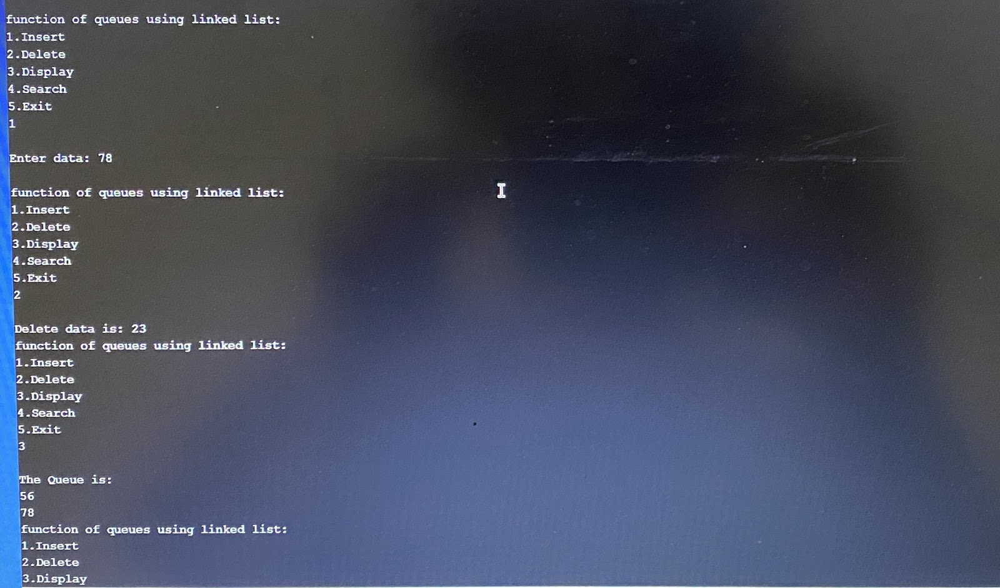 function of queues using linked list:
1.Insert
2.Delete
3.Display
4.Search
5.Exit
1
Enter data: 78
function of queues using linked list:
1.Insert
2.Delete
3.Display
4.Search
5.Exit
2
Delete data is: 23
function of queues using linked list:
1.Insert
2.Delete
3.Display
4.Search
5.Exit
3
The Queue is:
56
78
function of queues using linked list:
1.Insert
2.Delete
3.Display